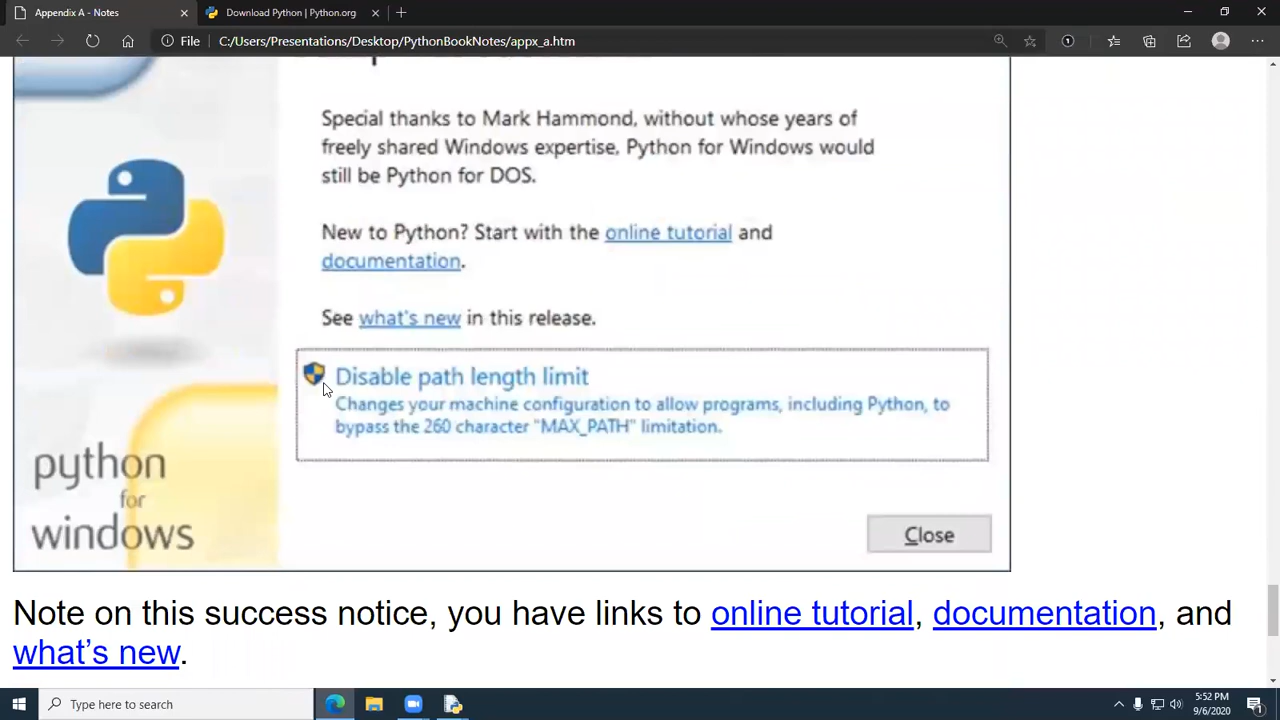 Appendix A - Notes
Download Python | Python.org
File
C:/Users/Presentations/Desktop/PythonBookNotes/appx_a.htm
Special thanks to Mark Hammond, without whose years of
freely shared Windows expertise, Python for Windows would
still be Python for DOS.
New to Python? Start with the online tutorial and
documentation.
See what's new in this release.
Disable path length limit
Changes your machine configuration to allow programs, including Python, to
bypass the 260 character "MAX_PATH" limitation.
python
for
windows
Close
Note on this success notice, you have links to online tutorial, documentation, and
what’s new.
Type here to search
5:52 PM
9/6/2020